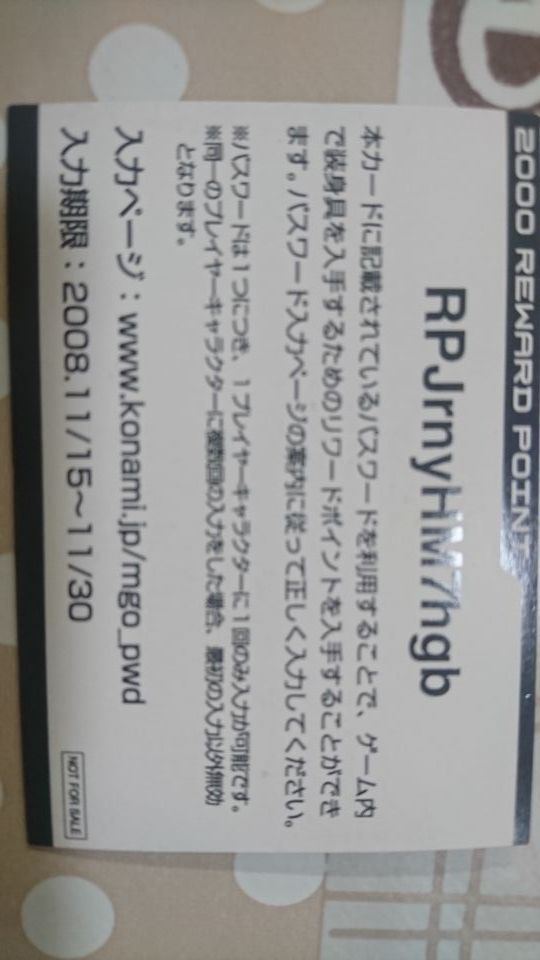 2000 REWARD POINT
RPJrnyHM7hgb
本カードに記載されているパスワードを利用することで、ゲーム内
で装身具を入手するためのリワードポイントを入手することができ
ます。パスワード入力ページの案内に従って正しく入力してください。
※パスワードは1つにつき、1プレイヤーキャラクターに1回のみ入力が可能です。
※同一のプレイヤーキャラクターに複数回の入力をした場合、最初の入力以外無効
となります。
入力ページ：www.konami.jp/mgo_pwd
入力期限：2008.11/15～11/30
NOT FOR SALE